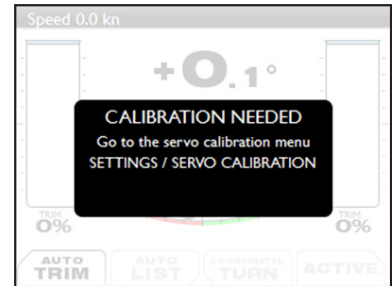 Speed 0.0 kn
+0.1°
CALIBRATION NEEDED
Go to the servo calibration menu
SETTINGS / SERVO CALIBRATION
TRIM
0%
TRIM
0%
AUTO
TRIM
AUTO
LIST
COORDINATED
TURN
ACTIVE